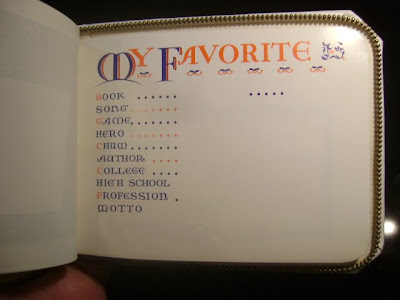 MY FAVORITE
BOOK ......
SONG .......
GAME.....
HERO .......
CHUM.....
AUTHOR ....
COLLEGE ....
HIGH SCHOOL
PROFESSION .
MOTTO